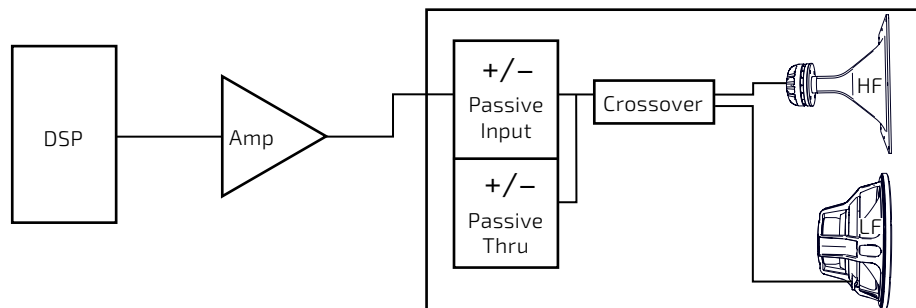 DSP
Amp
+/−
Passive
Input
+/−
Passive
Thru
Crossover
HF
LF